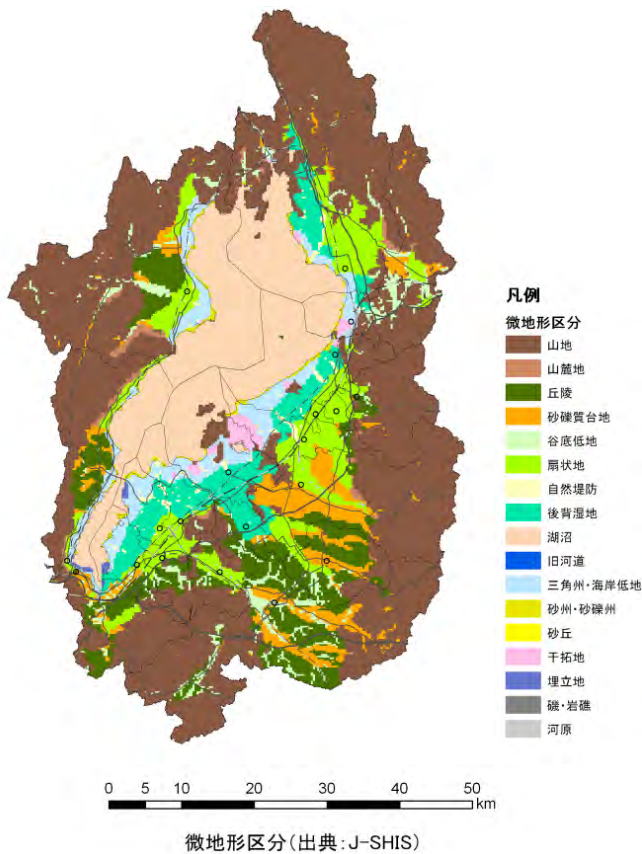 凡例
微地形区分
山地
山麓地
丘陵
砂礫質台地
谷底低地
扇状地
自然堤防
後背湿地
湖沼
旧河道
三角州・海岸低地
砂州・砂礫州
砂丘
干拓地
埋立地
磯・岩礁
河原
0 5 10 20 30 40 50
km
微地形区分(出典:J-SHIS)